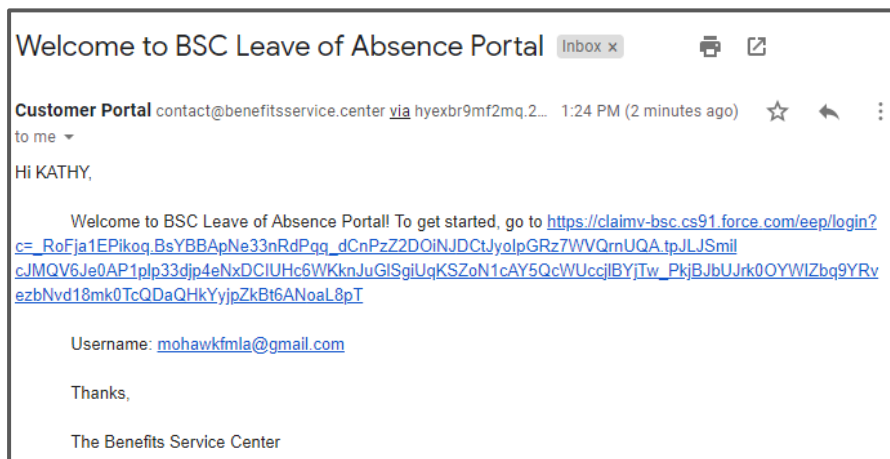 Welcome to BSC Leave of Absence Portal Inbox x
Customer Portal contact@benefitsservice.center via hyexbr9mf2mq.2... 1:24 PM (2 minutes ago)
to me
Hi KATHY,
Welcome to BSC Leave of Absence Portal! To get started, go to https://claimv-bsc.cs91.force.com/eep/login?
c=_RoFja1EPikoq.BsYBBApNe33nRdPqq_dCnPzZ2DOiNJDCtJyoIpGRz7WVQrnUQA.tpJLJSmiI
cJMQV6Je0AP1pIp33djp4eNxDCIUHc6WKknJuGISgiUqKSZoN1cAY5QcWUccjIBYjTw_PkjBJbUJrk0OYWIZbq9YRv
ezbNvd18mk0TcQDaQHkYyjpZkBt6ANoaL8pT
Username: mohawkfmla@gmail.com
Thanks,
The Benefits Service Center